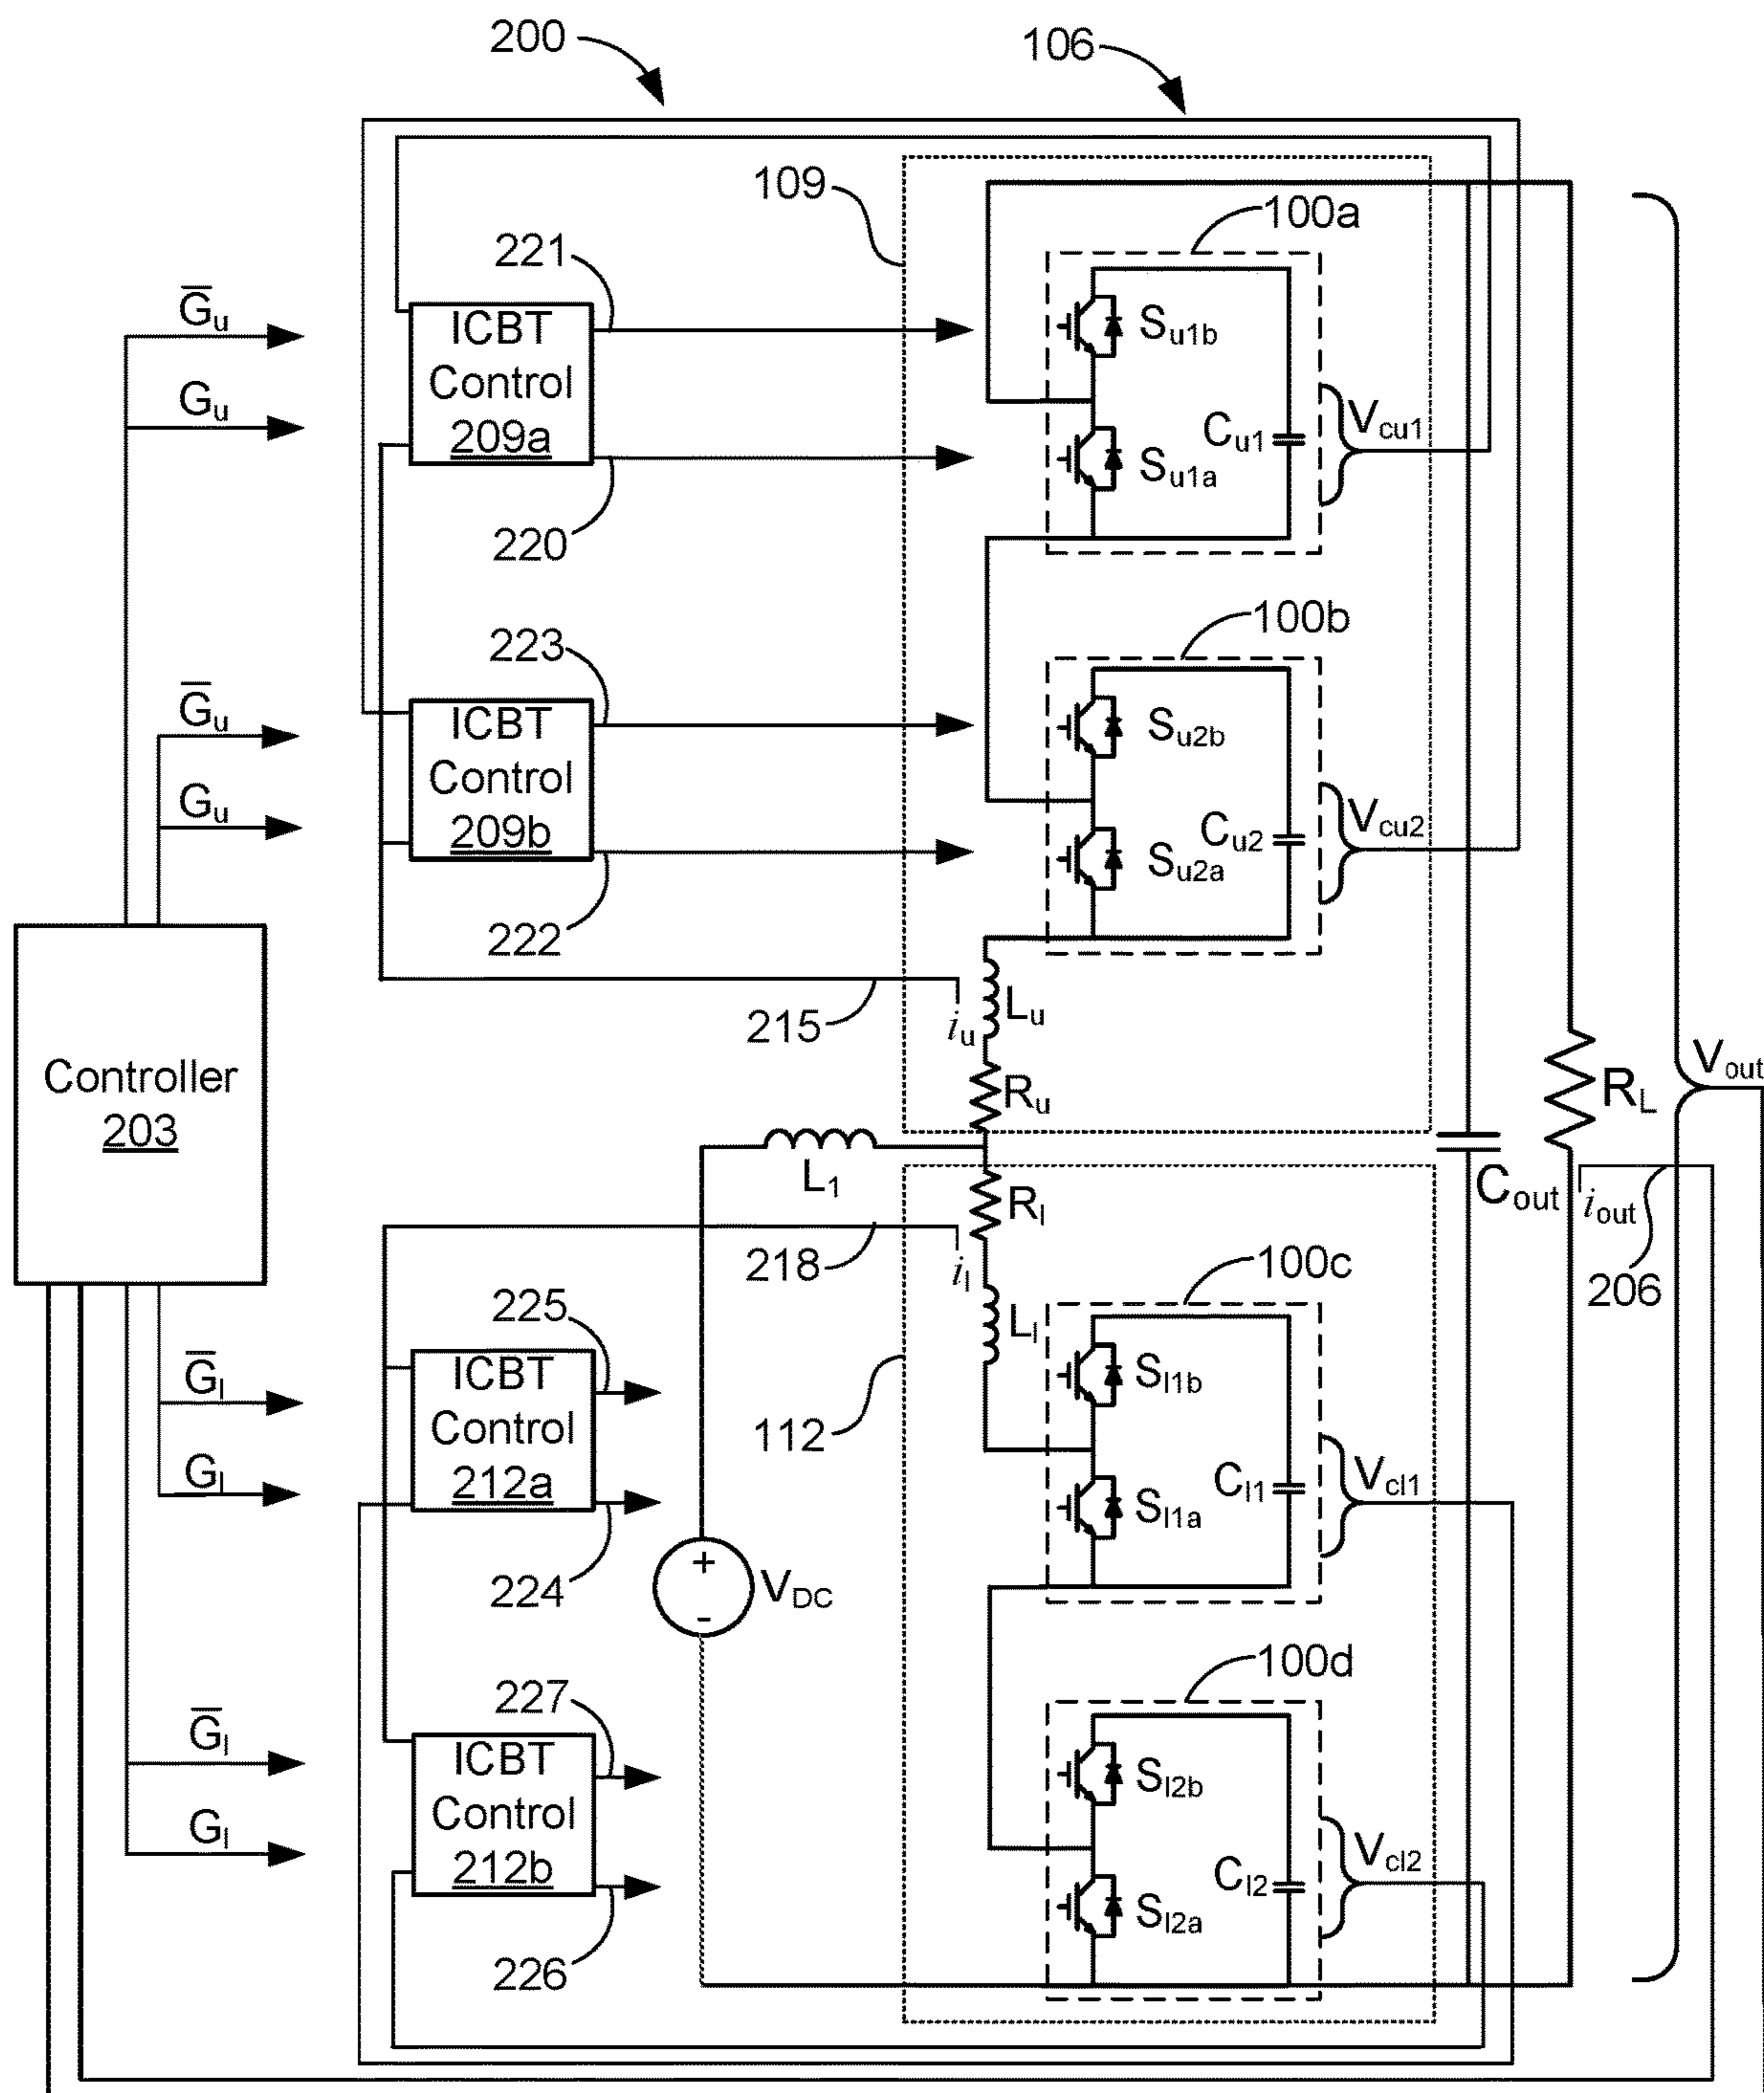 200
106
109
100a
221
G̅u
ICBT
Control
209a
Su1b
Gu
Cu1
Vcu1
Su1a
220
100b
223
G̅u
ICBT
Control
209b
Su2b
Gu
Cu2
Vcu2
Su2a
222
215
iu
Lu
Controller
203
Ru
Vout
RL
L1
Rl
Cout
iout
218
il
206
225
100c
Ll
G̅l
ICBT
Control
212a
Sl1b
112
Gl
Cl1
Vcl1
Sl1a
224
+
-
VDC
100d
227
G̅l
ICBT
Control
212b
Sl2b
Gl
Cl2
Vcl2
Sl2a
226